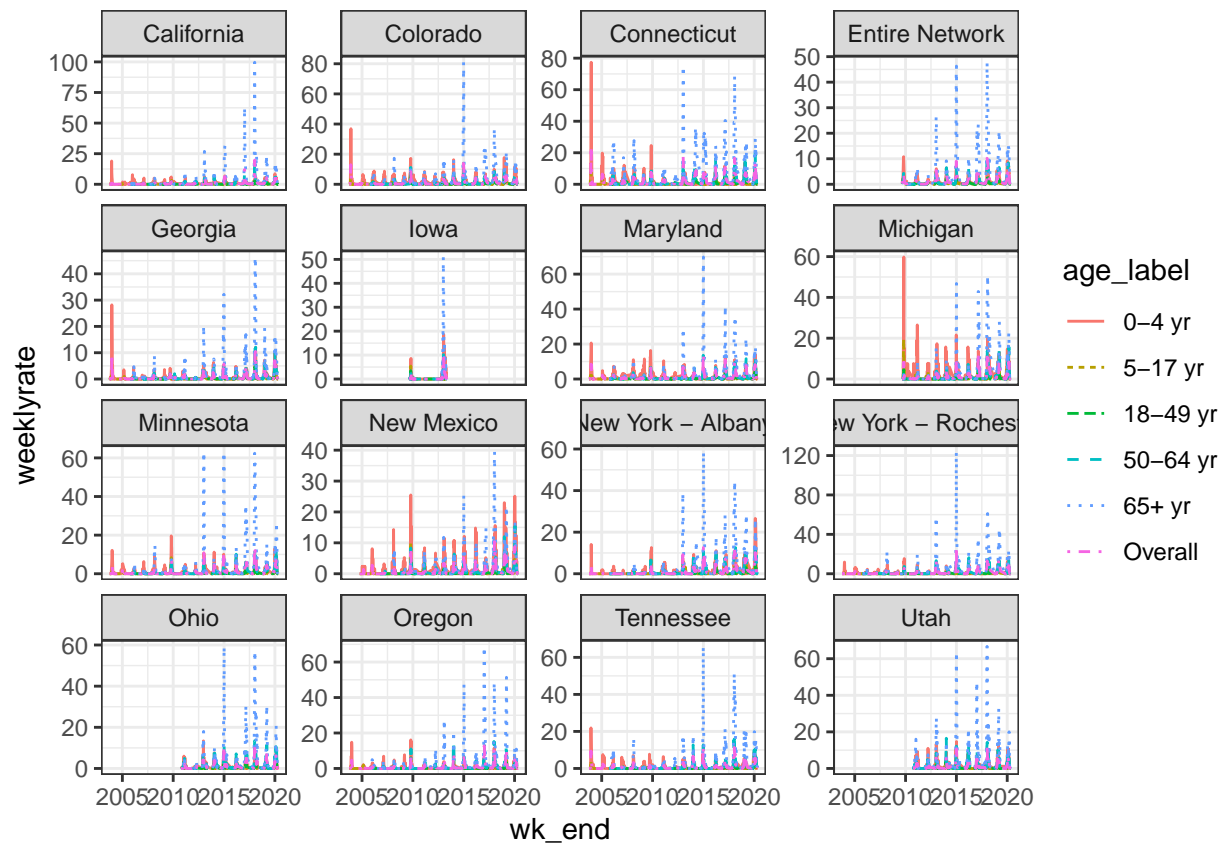 California
Colorado
Connecticut
Entire Network
100
75
50
25
0
80
60
40
20
0
80
60
40
20
0
50
40
30
20
10
0
Georgia
Iowa
Maryland
Michigan
40
30
20
10
0
50
40
30
20
10
0
60
40
20
0
60
40
20
0
Minnesota
New Mexico
New York − Albany
ew York − Rochest
60
40
20
0
40
30
20
10
0
60
40
20
0
120
80
40
0
Ohio
Oregon
Tennessee
Utah
60
40
20
0
60
40
20
0
60
40
20
0
60
40
20
0
2005 2010 2015 2020
2005 2010 2015 2020
2005 2010 2015 2020
2005 2010 2015 2020
wk_end
weeklyrate
age_label
0−4 yr
5−17 yr
18−49 yr
50−64 yr
65+ yr
Overall